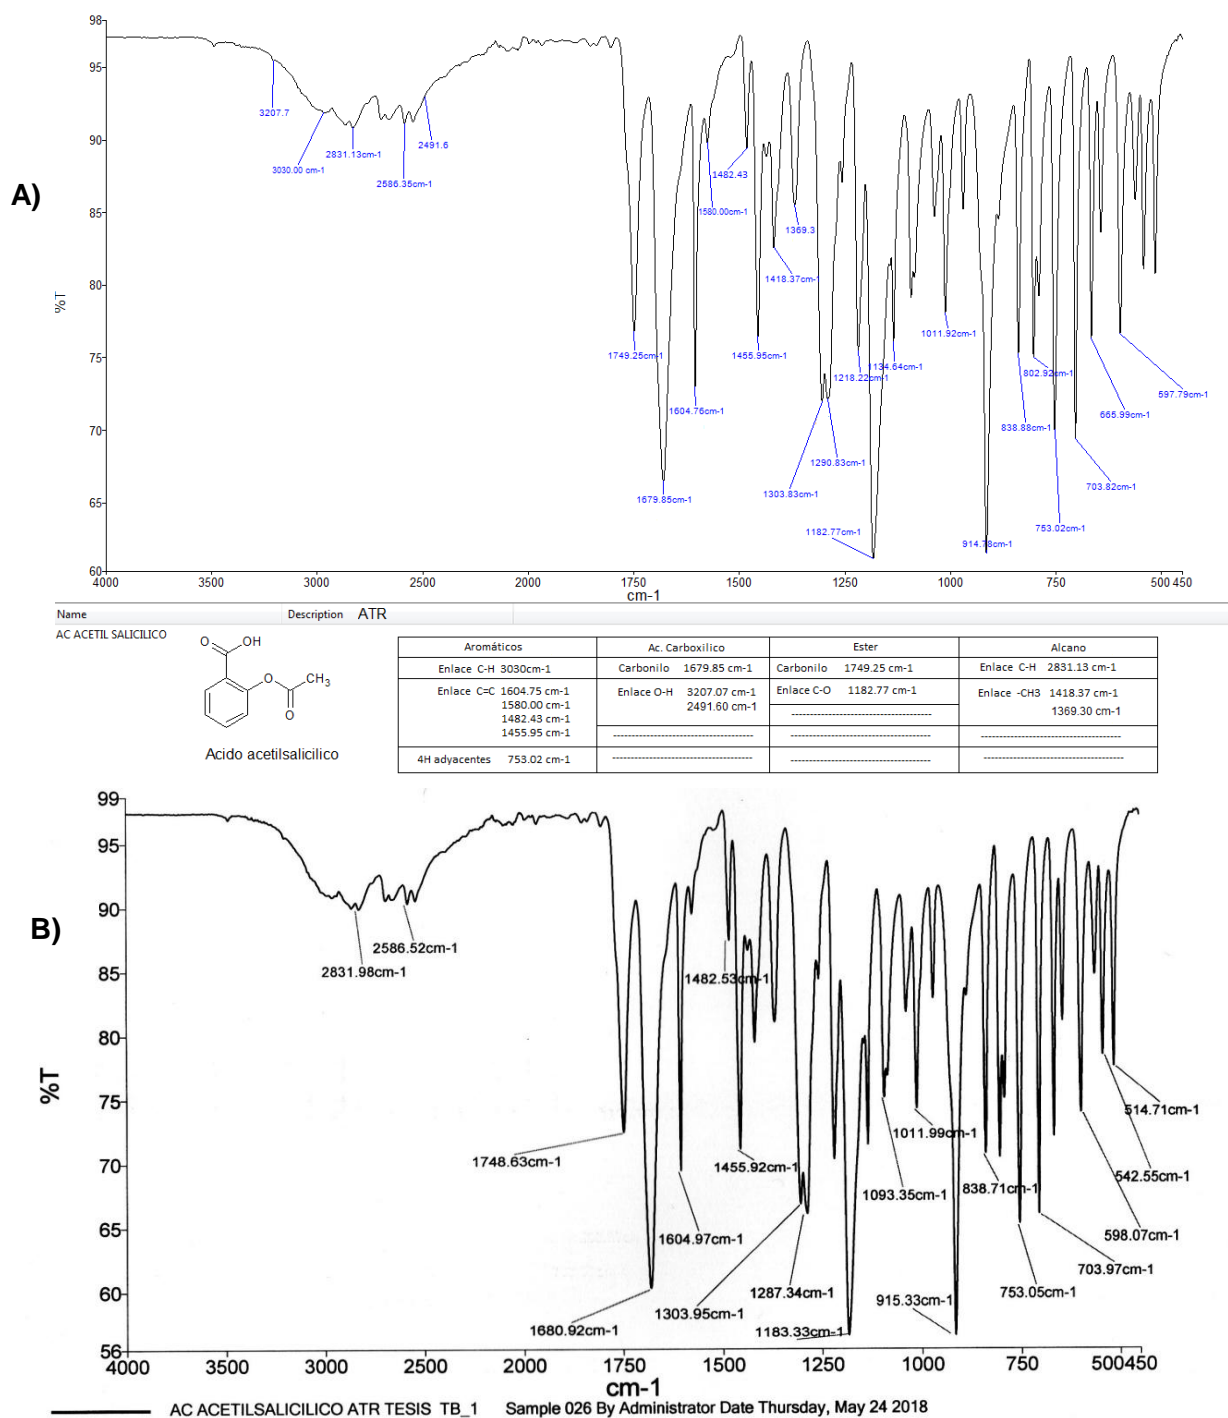 A)
%T
98
95
90
85
80
75
70
65
60
4000
3500
3000
2500
2000
1750
1500
1250
1000
750
500
450
cm-1
3207.7
3030.00 cm-1
2831.13cm-1
2586.35cm-1
2491.6
1749.25cm-1
1679.85cm-1
1604.76cm-1
1580.00cm-1
1482.43
1455.95cm-1
1418.37cm-1
1369.3
1303.83cm-1
1290.83cm-1
1218.22cm-1
1182.77cm-1
1134.64cm-1
1011.92cm-1
914.78cm-1
838.88cm-1
802.92cm-1
753.02cm-1
703.82cm-1
665.99cm-1
597.79cm-1
Name Description ATR
AC ACETIL SALICILICO
O OH
O CH3
O
Acido acetilsalicilico
Aromáticos Ac. Carboxilico Ester Alcano
Enlace C-H 3030cm-1 Carbonilo 1679.85 cm-1 Carbonilo 1749.25 cm-1 Enlace C-H 2831.13 cm-1
Enlace C=C 1604.75 cm-1 Enlace O-H 3207.07 cm-1 Enlace C-O 1182.77 cm-1 Enlace -CH3 1418.37 cm-1
1580.00 cm-1 2491.60 cm-1 1369.30 cm-1
1482.43 cm-1
1455.95 cm-1
4H adyacentes 753.02 cm-1
B)
%T
99
95
90
85
80
75
70
65
60
56
4000
3500
3000
2500
2000
1750
1500
1250
1000
750
500
450
cm-1
2831.98cm-1
2586.52cm-1
1748.63cm-1
1680.92cm-1
1604.97cm-1
1482.53cm-1
1455.92cm-1
1303.95cm-1
1287.34cm-1
1183.33cm-1
1093.35cm-1
1011.99cm-1
915.33cm-1
838.71cm-1
753.05cm-1
703.97cm-1
598.07cm-1
542.55cm-1
514.71cm-1
AC ACETILSALICILICO ATR TESIS TB_1 Sample 026 By Administrator Date Thursday, May 24 2018